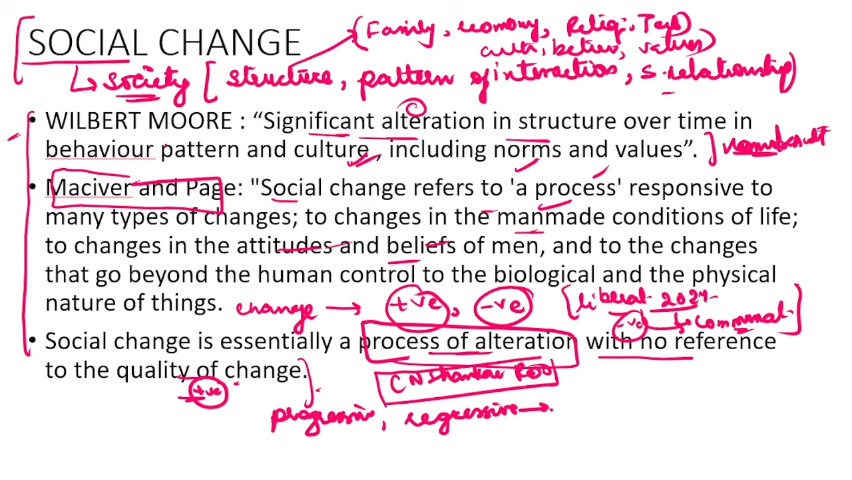 SOCIAL CHANGE
(Family, economy, Religi, Tech
beliefs, values)
↳ society [structure, pattern of interaction, s. relationship)
• WILBERT MOORE : “Significant alteration in structure over time in
behaviour pattern and culture , including norms and values”.
• Maciver and Page: "Social change refers to 'a process' responsive to
many types of changes; to changes in the manmade conditions of life;
to changes in the attitudes and beliefs of men, and to the changes
that go beyond the human control to the biological and the physical
nature of things.
change → +ve, -ve
[liberal- 2024-
-ve communal-]
• Social change is essentially a process of alteration with no reference
to the quality of change.
+ve
CN Shankar Rao
progressive, regressive →